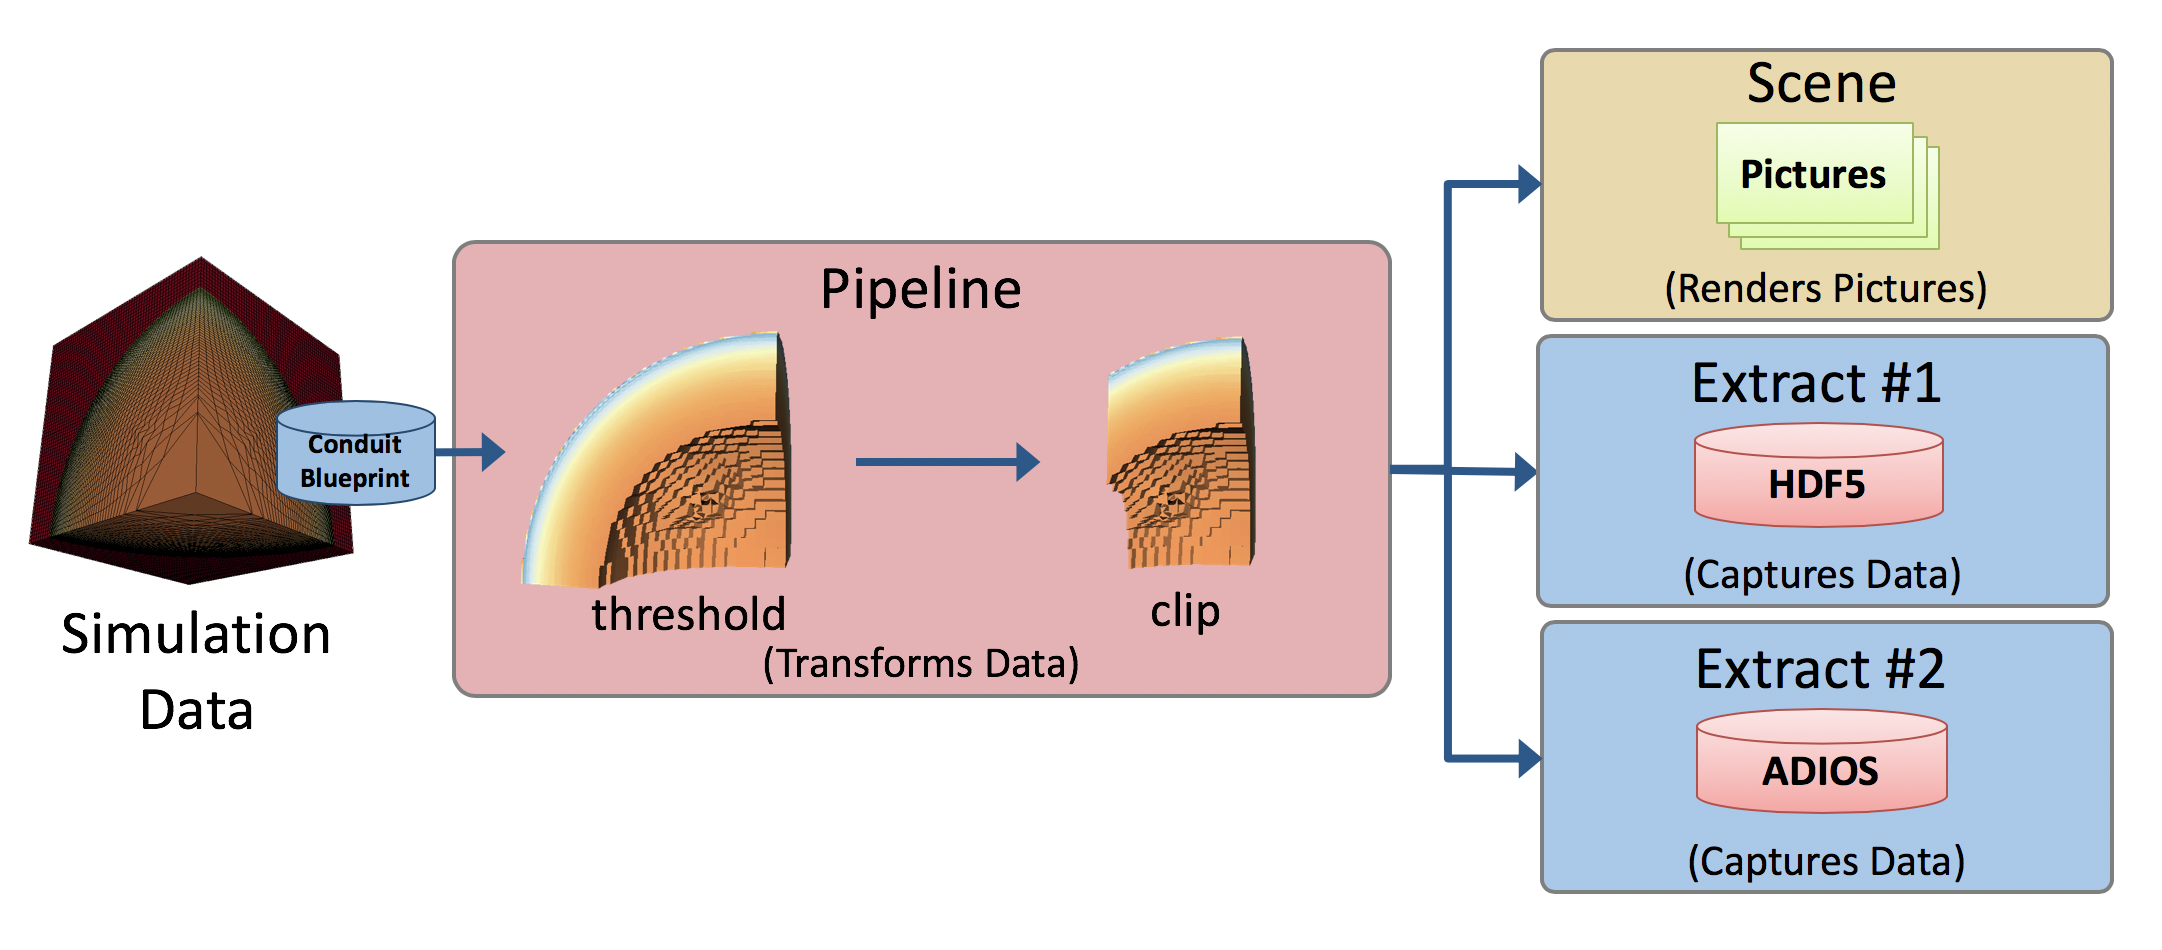 Simulation
Data
Conduit
Blueprint
Pipeline
threshold
clip
(Transforms Data)
Scene
Pictures
(Renders Pictures)
Extract #1
HDF5
(Captures Data)
Extract #2
ADIOS
(Captures Data)